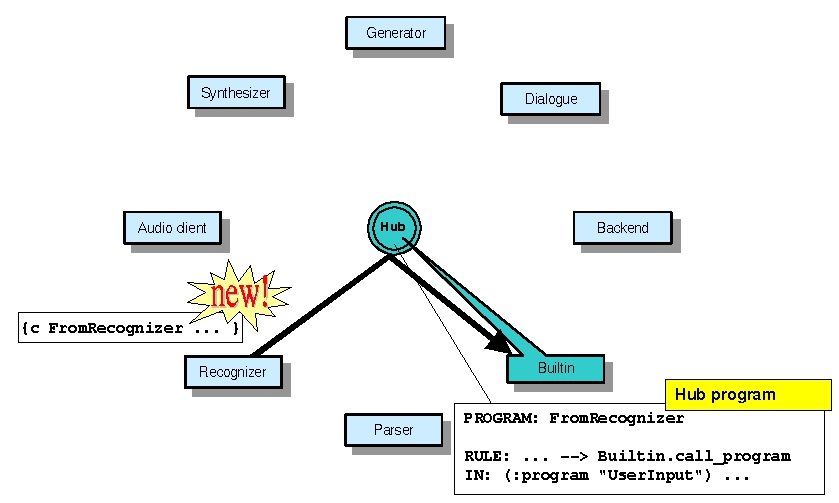 Generator
Synthesizer
Dialogue
Audio client
Hub
Backend
new!
{c FromRecognizer ... }
Recognizer
Builtin
Hub program
Parser
PROGRAM: FromRecognizer
RULE: ... --> Builtin.call_program
IN: (:program "UserInput") ...